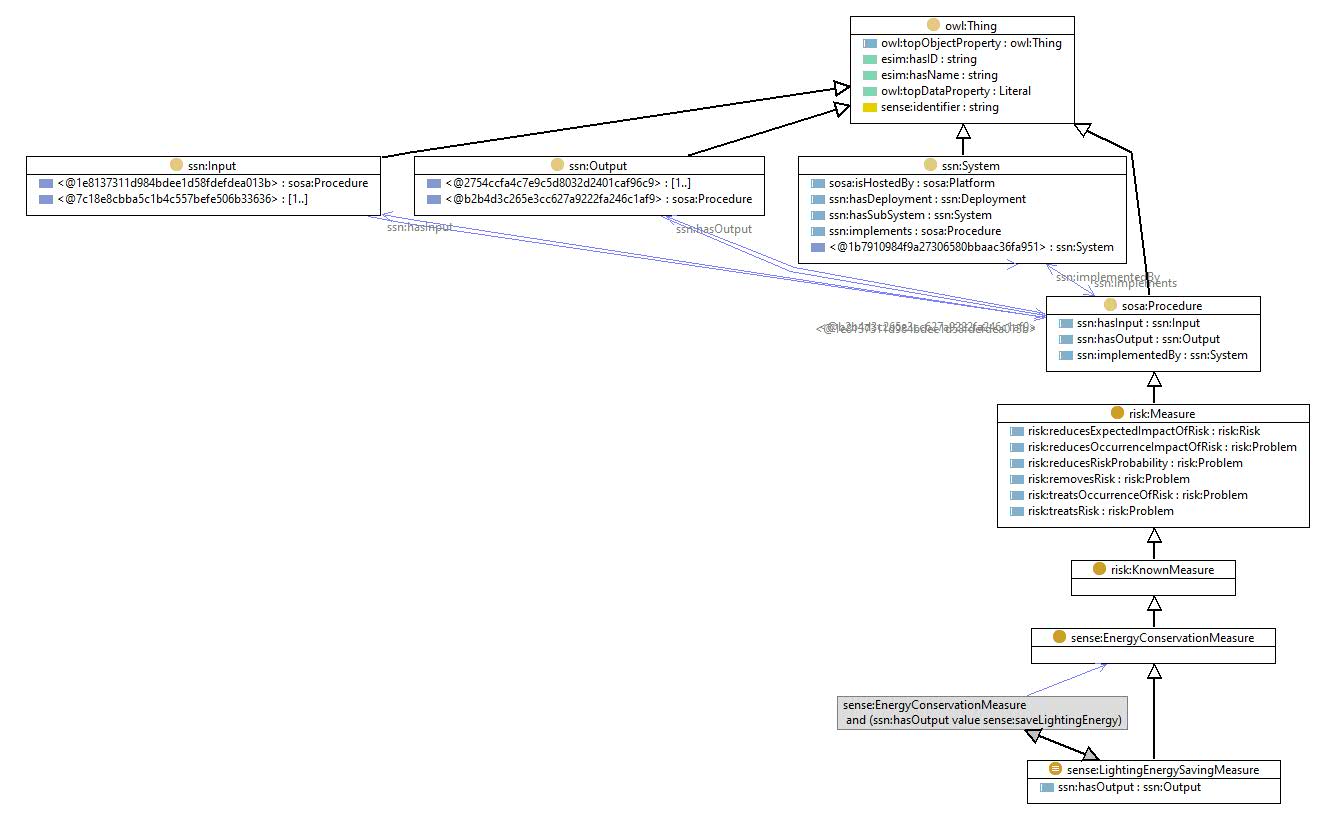 owl:Thing
owl:topObjectProperty : owl:Thing
esim:hasID : string
esim:hasName : string
owl:topDataProperty : Literal
sense:identifier : string
ssn:Input
<@1e8137311d984bdee1d58fdefdea013b> : sosa:Procedure
<@7c18e8cbba5c1b4c557befe506b33636> : [1..]
ssn:Output
<@2754ccfa4c7e9c5d8032d2401caf96c9> : [1..]
<@b2b4d3c265e3cc627a9222fa246c1af9> : sosa:Procedure
ssn:System
sosa:isHostedBy : sosa:Platform
ssn:hasDeployment : ssn:Deployment
ssn:hasSubSystem : ssn:System
ssn:implements : sosa:Procedure
<@1b7910984f9a27306580bbaac36fa951> : ssn:System
ssn:hasInput
ssn:hasOutput
ssn:implementedBy
ssn:implements
sosa:Procedure
ssn:hasInput : ssn:Input
ssn:hasOutput : ssn:Output
ssn:implementedBy : ssn:System
risk:Measure
risk:reducesExpectedImpactOfRisk : risk:Risk
risk:reducesOccurrenceImpactOfRisk : risk:Problem
risk:reducesRiskProbability : risk:Problem
risk:removesRisk : risk:Problem
risk:treatsOccurrenceOfRisk : risk:Problem
risk:treatsRisk : risk:Problem
risk:KnownMeasure
sense:EnergyConservationMeasure
sense:EnergyConservationMeasure
and (ssn:hasOutput value sense:saveLightingEnergy)
sense:LightingEnergySavingMeasure
ssn:hasOutput : ssn:Output